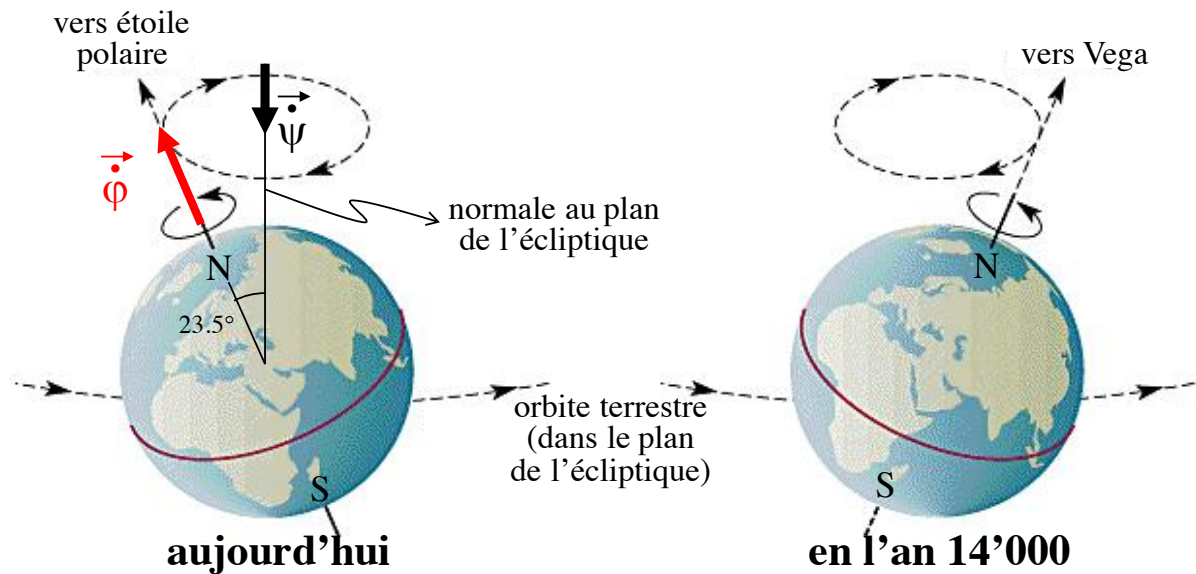 vers étoile
polaire
ψ
φ
normale au plan
de l'écliptique
N
23.5°
S
aujourd'hui
orbite terrestre
(dans le plan
de l'écliptique)
vers Vega
N
S
en l'an 14'000